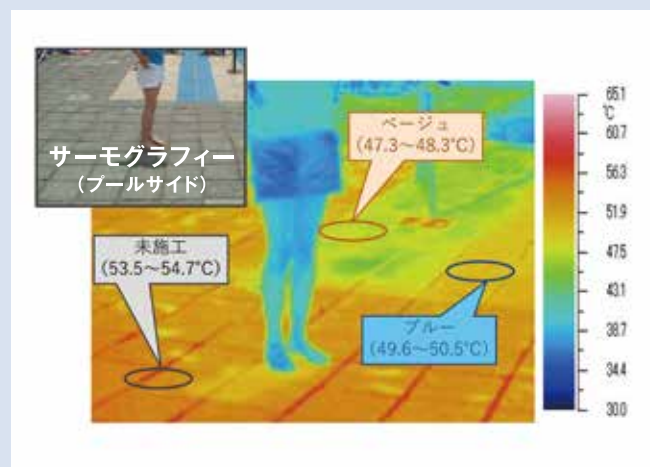 サーモグラフィー
（プールサイド）
ベージュ
（47.3～48.3℃）
未施工
（53.5～54.7℃）
ブルー
（49.6～50.5℃）
65.1
℃
60.7
56.3
51.9
47.5
43.1
38.7
34.4
30.0